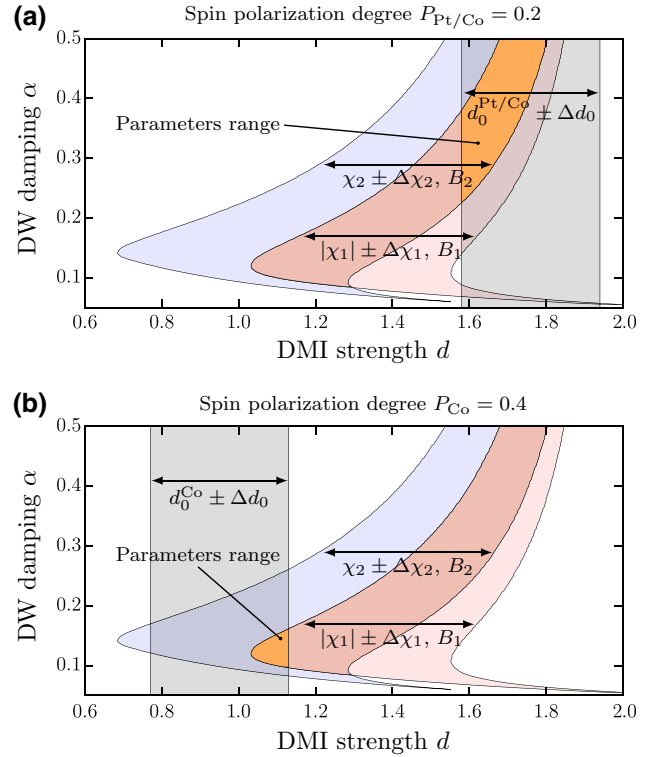 (a)
Spin polarization degree P_Pt/Co = 0.2
DW damping α
0.5
0.4
0.3
0.2
0.1
d_0^Pt/Co ± Δd_0
Parameters range
χ_2 ± Δχ_2, B_2
|χ_1| ± Δχ_1, B_1
0.6 0.8 1.0 1.2 1.4 1.6 1.8 2.0
DMI strength d
(b)
Spin polarization degree P_Co = 0.4
DW damping α
0.5
0.4
0.3
0.2
0.1
d_0^Co ± Δd_0
Parameters range
χ_2 ± Δχ_2, B_2
|χ_1| ± Δχ_1, B_1
0.6 0.8 1.0 1.2 1.4 1.6 1.8 2.0
DMI strength d